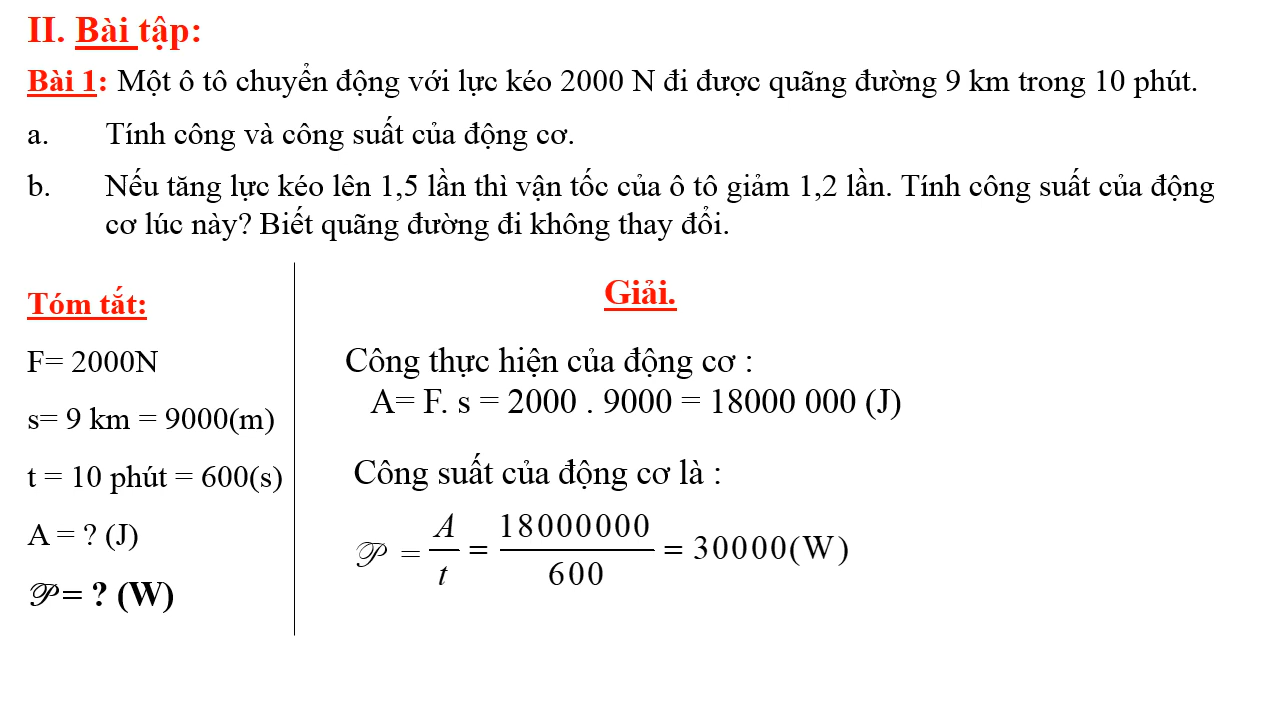 II. Bài tập:
Bài 1: Một ô tô chuyển động với lực kéo 2000 N đi được quãng đường 9 km trong 10 phút.
a. Tính công và công suất của động cơ.
b. Nếu tăng lực kéo lên 1,5 lần thì vận tốc của ô tô giảm 1,2 lần. Tính công suất của động
cơ lúc này? Biết quãng đường đi không thay đổi.
Tóm tắt:
F= 2000N
s= 9 km = 9000(m)
t = 10 phút = 600(s)
A = ? (J)
𝒫 = ? (W)
Giải.
Công thực hiện của động cơ :
A= F. s = 2000 . 9000 = 18000 000 (J)
Công suất của động cơ là :
𝒫 = A/t = 18000000/600 = 30000(W)